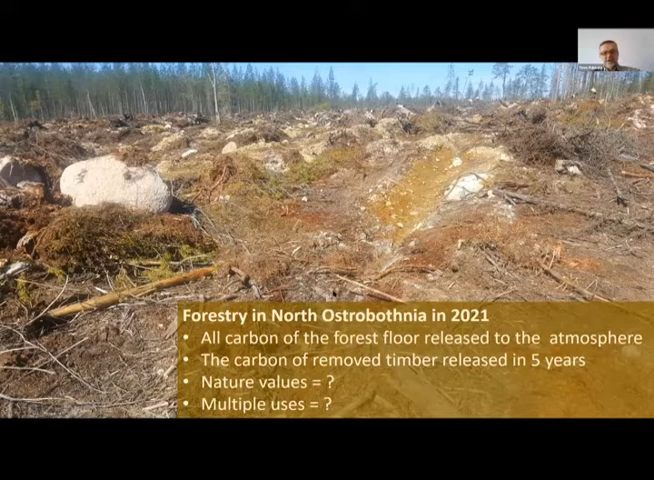 Forestry in North Ostrobothnia in 2021
• All carbon of the forest floor released to the atmosphere
• The carbon of removed timber released in 5 years
• Nature values = ?
• Multiple uses = ?